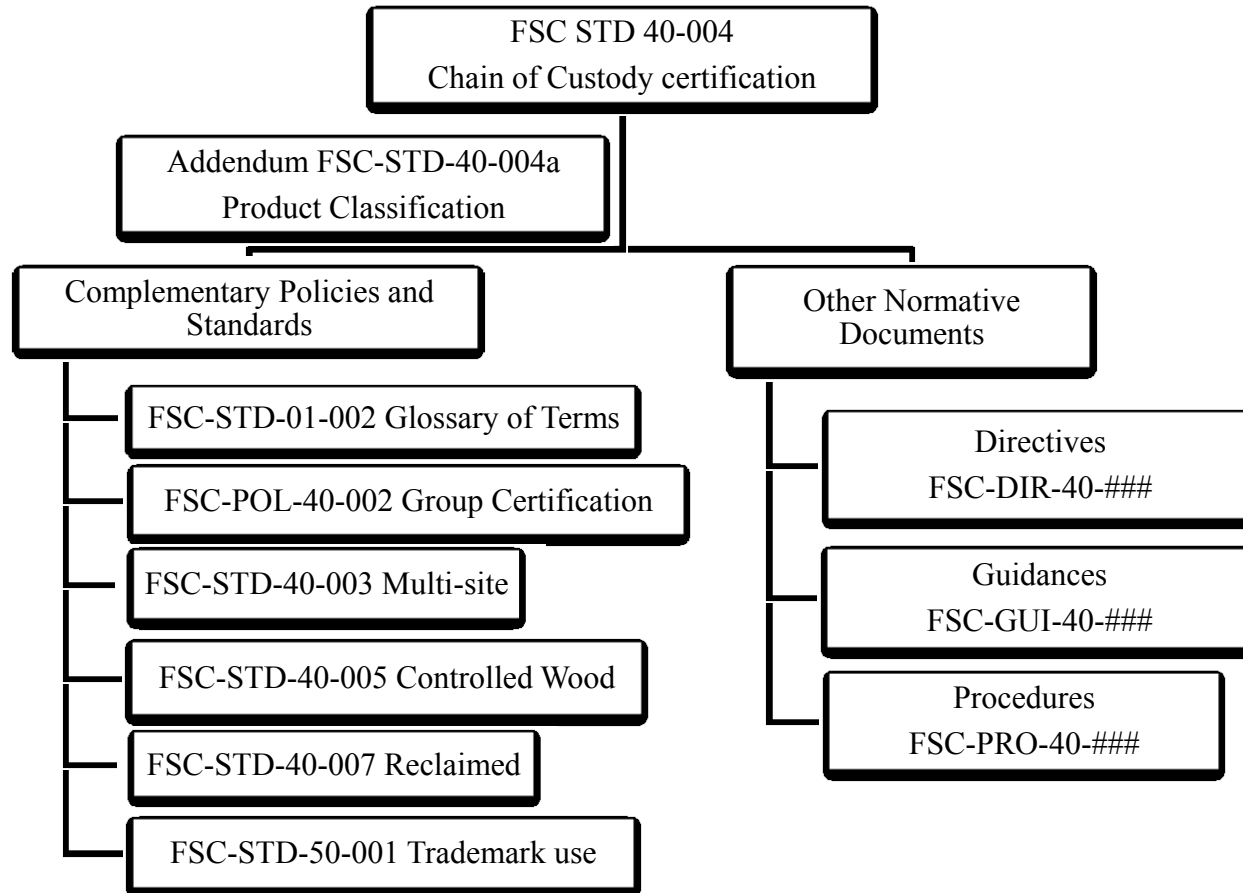 FSC STD 40-004
Chain of Custody certification
Addendum FSC-STD-40-004a
Product Classification
Complementary Policies and
Standards
FSC-STD-01-002 Glossary of Terms
FSC-POL-40-002 Group Certification
FSC-STD-40-003 Multi-site
FSC-STD-40-005 Controlled Wood
FSC-STD-40-007 Reclaimed
FSC-STD-50-001 Trademark use
Other Normative
Documents
Directives
FSC-DIR-40-###
Guidances
FSC-GUI-40-###
Procedures
FSC-PRO-40-###